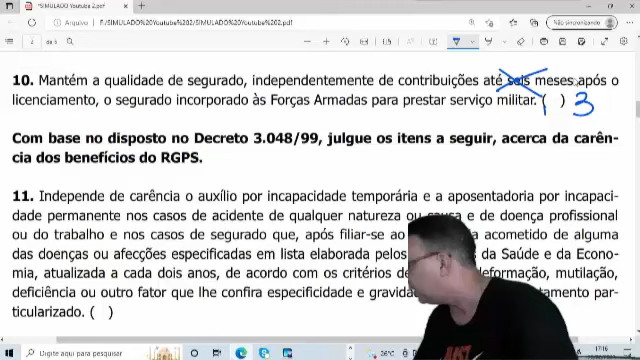 *SIMULADO Youtube 2.pdf
Arquivo F:/SIMULADO%20Youtube%202/SIMULADO%20Youtube%202.pdf Não sincronizando
2 de 5
10. Mantém a qualidade de segurado, independentemente de contribuições até seis meses após o
licenciamento, o segurado incorporado às Forças Armadas para prestar serviço militar. ( ) 3
Com base no disposto no Decreto 3.048/99, julgue os itens a seguir, acerca da carên-
cia dos benefícios do RGPS.
11. Independe de carência o auxílio por incapacidade temporária e a aposentadoria por incapaci-
dade permanente nos casos de acidente de qualquer natureza ou causa e de doença profissional
ou do trabalho e nos casos de segurado que, após filiar-se ao acometido de alguma
das doenças ou afecções especificadas em lista elaborada pelos da Saúde e da Econo-
mia, atualizada a cada dois anos, de acordo com os critérios de deformação, mutilação,
deficiência ou outro fator que lhe confira especificidade e gravidade tamento par-
ticularizado. ( )
Digite aqui para pesquisar 26°C 17:16